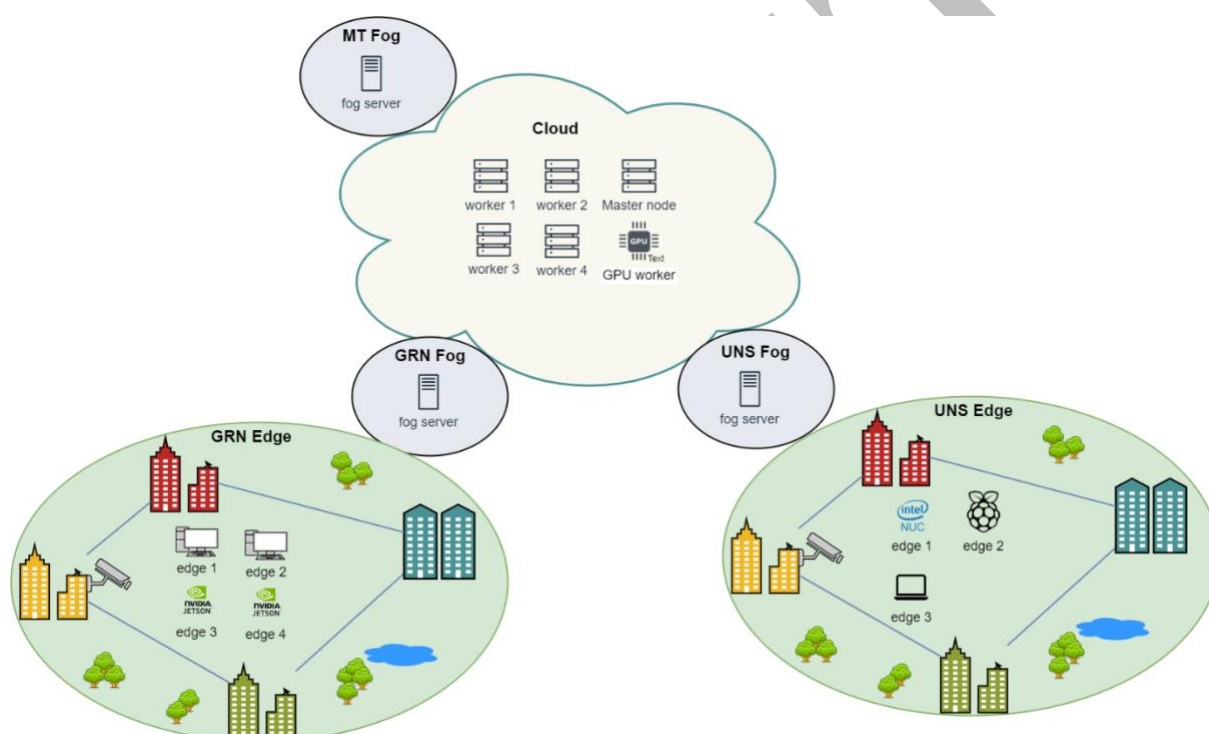 MT Fog
fog server
Cloud
worker 1
worker 2
Master node
GPU
Text
worker 3
worker 4
GPU worker
GRN Fog
fog server
UNS Fog
fog server
GRN Edge
edge 1
edge 2
NVIDIA
JETSON
NVIDIA
JETSON
edge 3
edge 4
UNS Edge
intel
NUC
edge 1
edge 2
edge 3